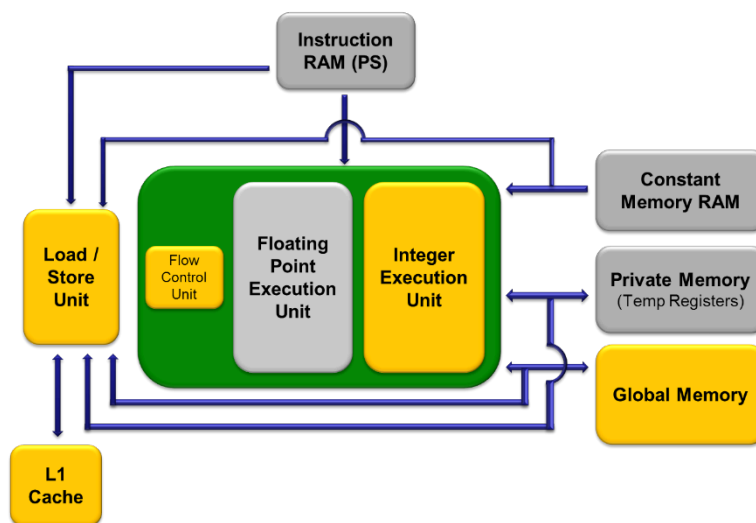 Instruction
RAM (PS)
Constant
Memory RAM
Load /
Store
Unit
Flow
Control
Unit
Floating
Point
Execution
Unit
Integer
Execution
Unit
Private Memory
(Temp Registers)
Global Memory
L1
Cache